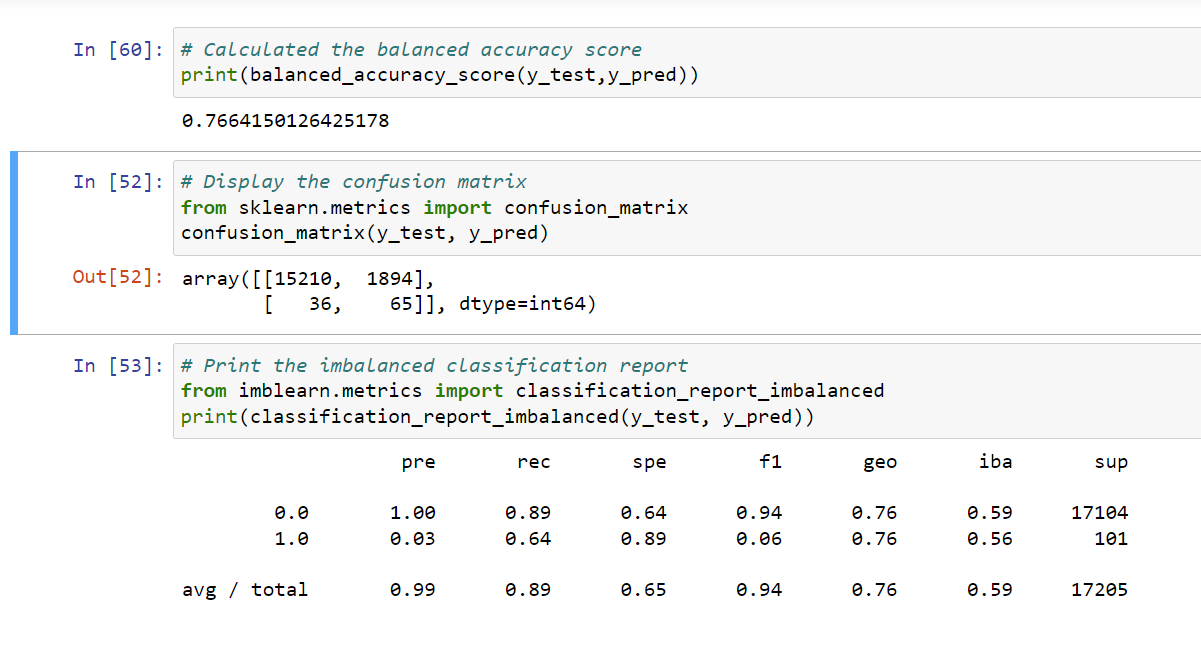 In [60]: # Calculated the balanced accuracy score
print(balanced_accuracy_score(y_test,y_pred))
0.7664150126425178
In [52]: # Display the confusion matrix
from sklearn.metrics import confusion_matrix
confusion_matrix(y_test, y_pred)
Out[52]: array([[15210, 1894],
[ 36, 65]], dtype=int64)
In [53]: # Print the imbalanced classification report
from imblearn.metrics import classification_report_imbalanced
print(classification_report_imbalanced(y_test, y_pred))
pre rec spe f1 geo iba sup
0.0 1.00 0.89 0.64 0.94 0.76 0.59 17104
1.0 0.03 0.64 0.89 0.06 0.76 0.56 101
avg / total 0.99 0.89 0.65 0.94 0.76 0.59 17205